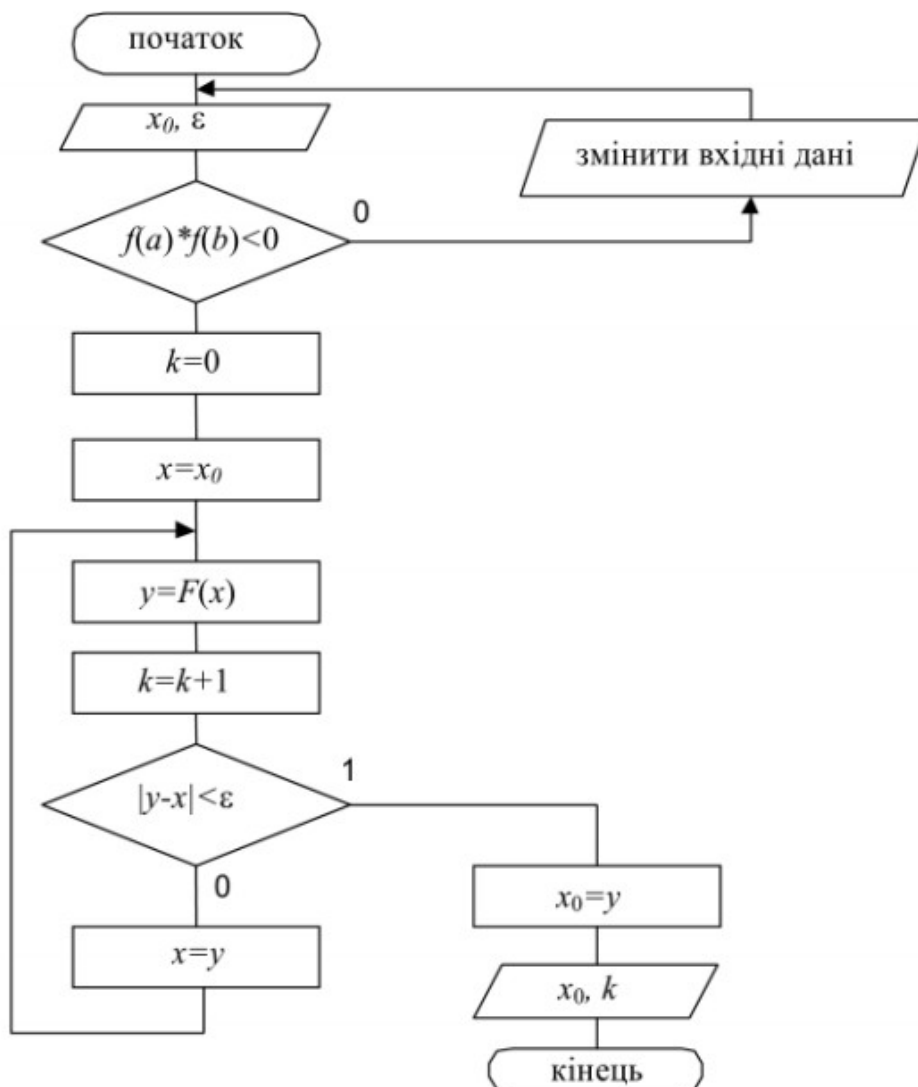 початок
x₀, ε
змінити вхідні дані
0
f(a)*f(b)<0
k=0
x=x₀
y=F(x)
k=k+1
1
|y-x|<ε
0
x₀=y
x=y
x₀, k
кінець